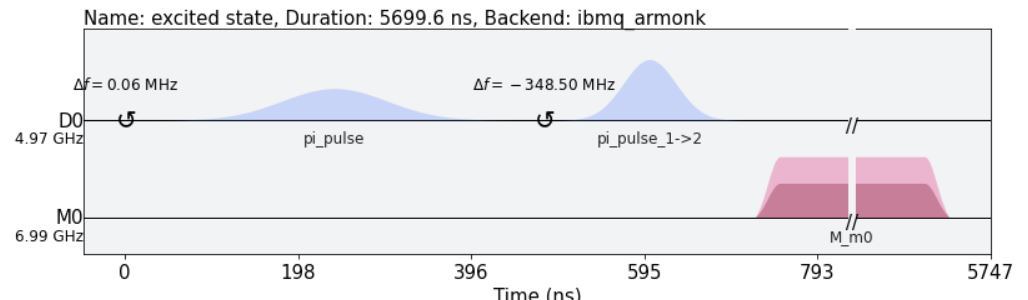 Name: excited state, Duration: 5699.6 ns, Backend: ibmq_armonk
Δf = 0.06 MHz
Δf = −348.50 MHz
D0
4.97 GHz
pi_pulse
pi_pulse_1->2
//
M0
6.99 GHz
//
M_m0
0
198
396
595
793
5747
Time (ns)